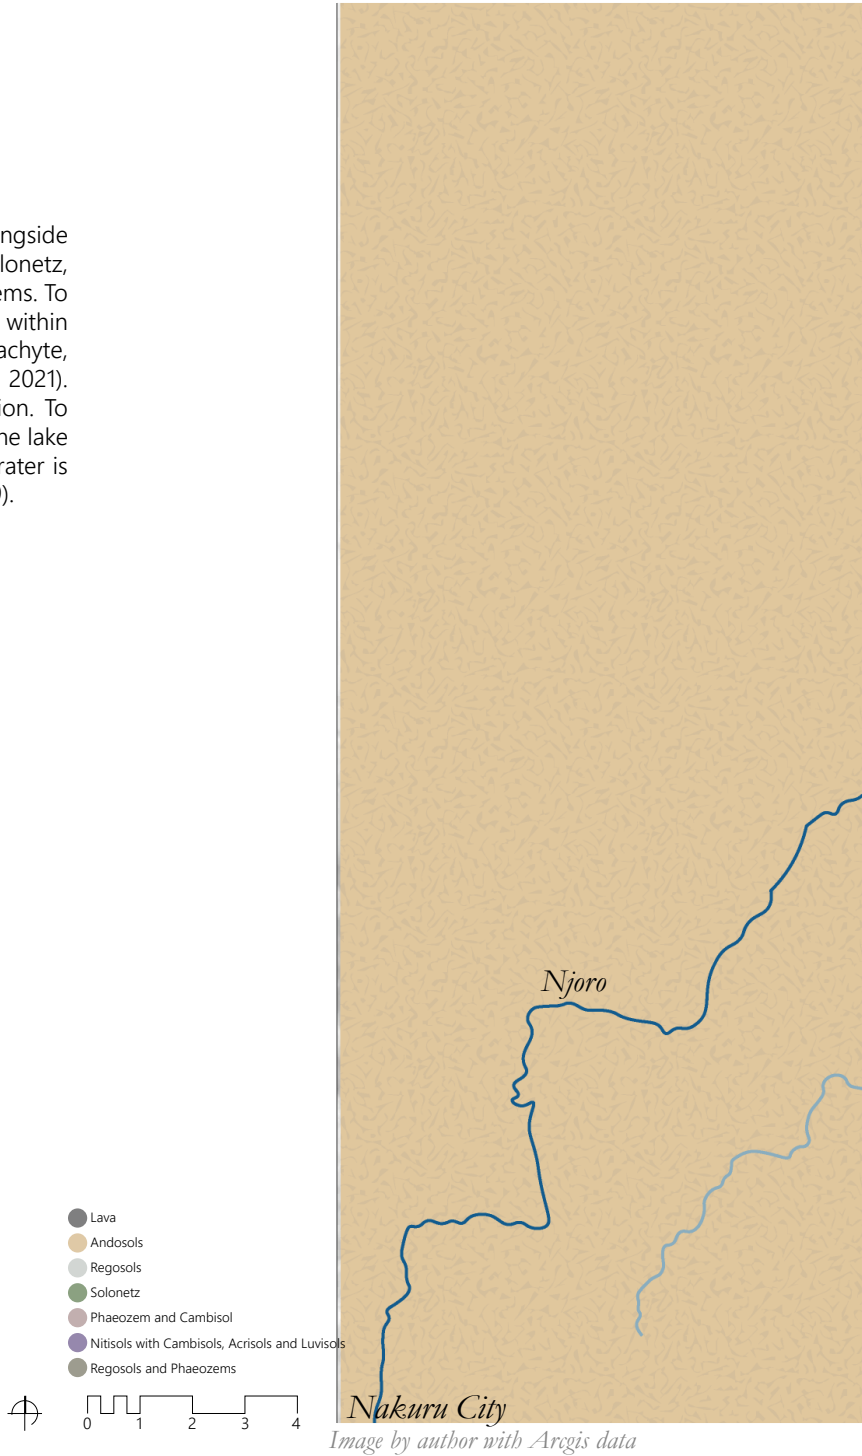 ngside
lonetz,
ems. To
within
achyte,
2021).
ion. To
ne lake
rater is
).
Njoro
Lava
Andosols
Regosols
Solonetz
Phaeozem and Cambisol
Nitisols with Cambisols, Acrisols and Luvisols
Regosols and Phaeozems
0 1 2 3 4
Nakuru City
Image by author with Arcgis data